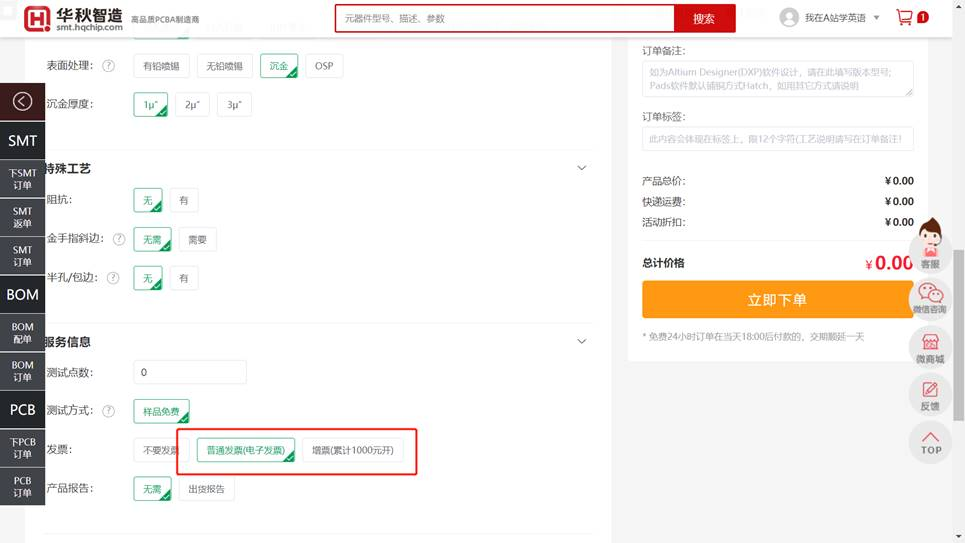 华秋智造
smt.hqchip.com
高品质PCBA制造商
元器件型号、描述、参数
搜索
我在A站学英语
1
表面处理：
有铅喷锡
无铅喷锡
沉金
OSP
沉金厚度：
1μ"
2μ"
3μ"
特殊工艺
阻抗：
无
有
金手指斜边：
无需
需要
半孔/包边：
无
有
服务信息
测试点数：
0
测试方式：
样品免费
发票：
不要发票
普通发票(电子发票)
增票(累计1000元开)
产品报告：
无需
出货报告
SMT
下SMT
订单
SMT
返单
SMT
订单
BOM
BOM
配单
BOM
订单
PCB
下PCB
订单
PCB
订单
订单备注：
如为Altium Designer(DXP)软件设计，请在此填写版本型号；
Pads软件默认铺铜方式Hatch，如用其它方式请说明
订单标签：
此内容会体现在标签上，限12个字符(工艺说明请写在订单备注!
产品总价：
¥0.00
快递运费：
¥0.00
活动折扣：
¥0.00
总计价格
¥0.00
立即下单
* 免费24小时订单在当天18:00后付款的，交期顺延一天
客服
微信咨询
微商城
反馈
TOP